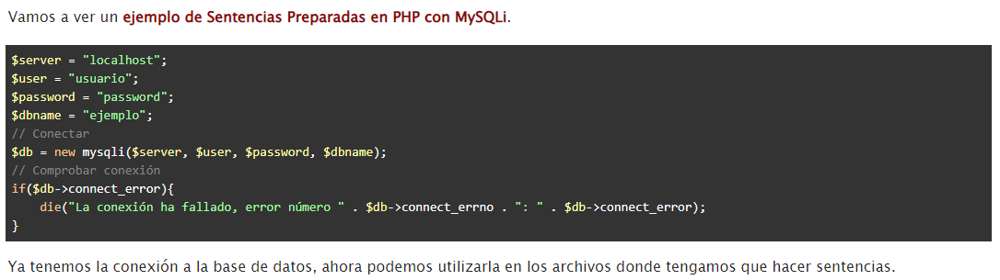 Vamos a ver un ejemplo de Sentencias Preparadas en PHP con MySQLi.
$server = "localhost";
$user = "usuario";
$password = "password";
$dbname = "ejemplo";
// Conectar
$db = new mysqli($server, $user, $password, $dbname);
// Comprobar conexión
if($db->connect_error){
    die("La conexión ha fallado, error número " . $db->connect_errno . ": " . $db->connect_error);
}
Ya tenemos la conexión a la base de datos, ahora podemos utilizarla en los archivos donde tengamos que hacer sentencias.